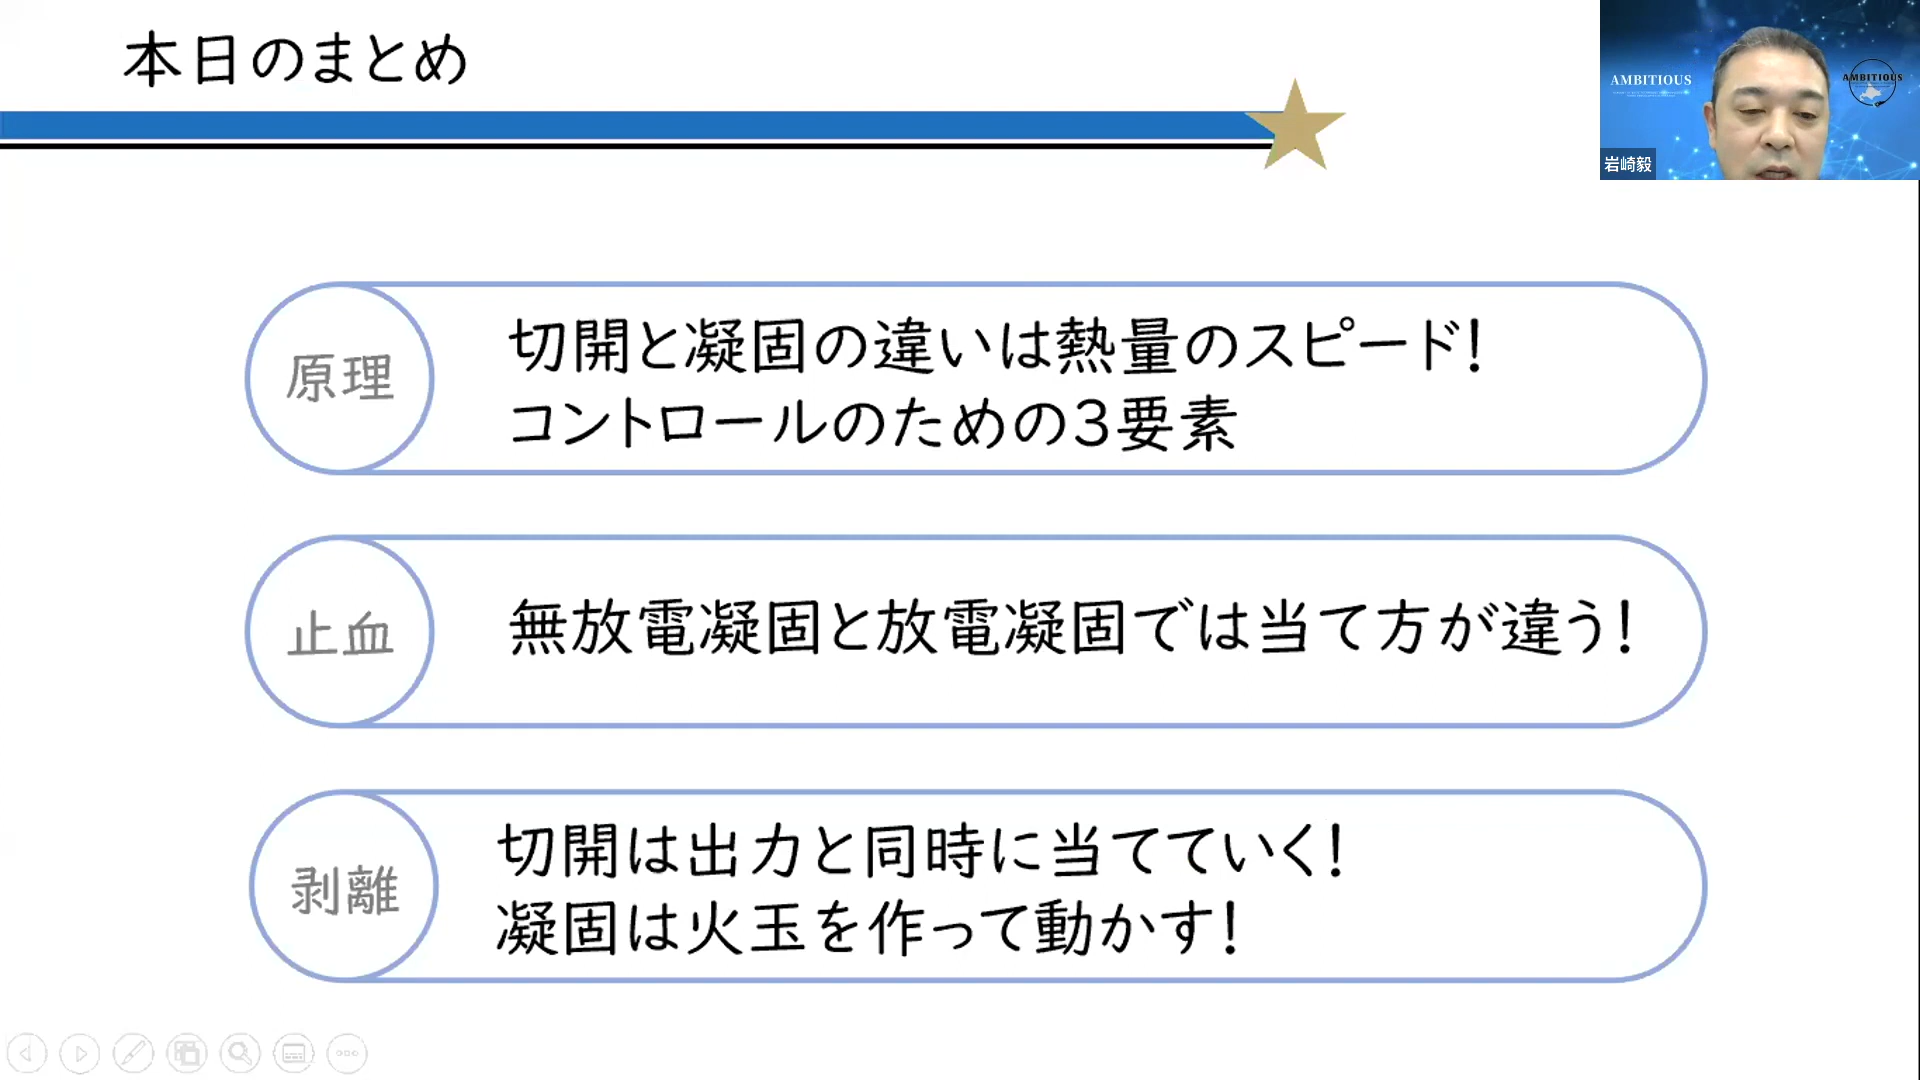 本日のまとめ
AMBITIOUS
AMBITIOUS
岩崎毅
原理
切開と凝固の違いは熱量のスピード!
コントロールのための3要素
止血
無放電凝固と放電凝固では当て方が違う!
剥離
切開は出力と同時に当てていく!
凝固は火玉を作って動かす!